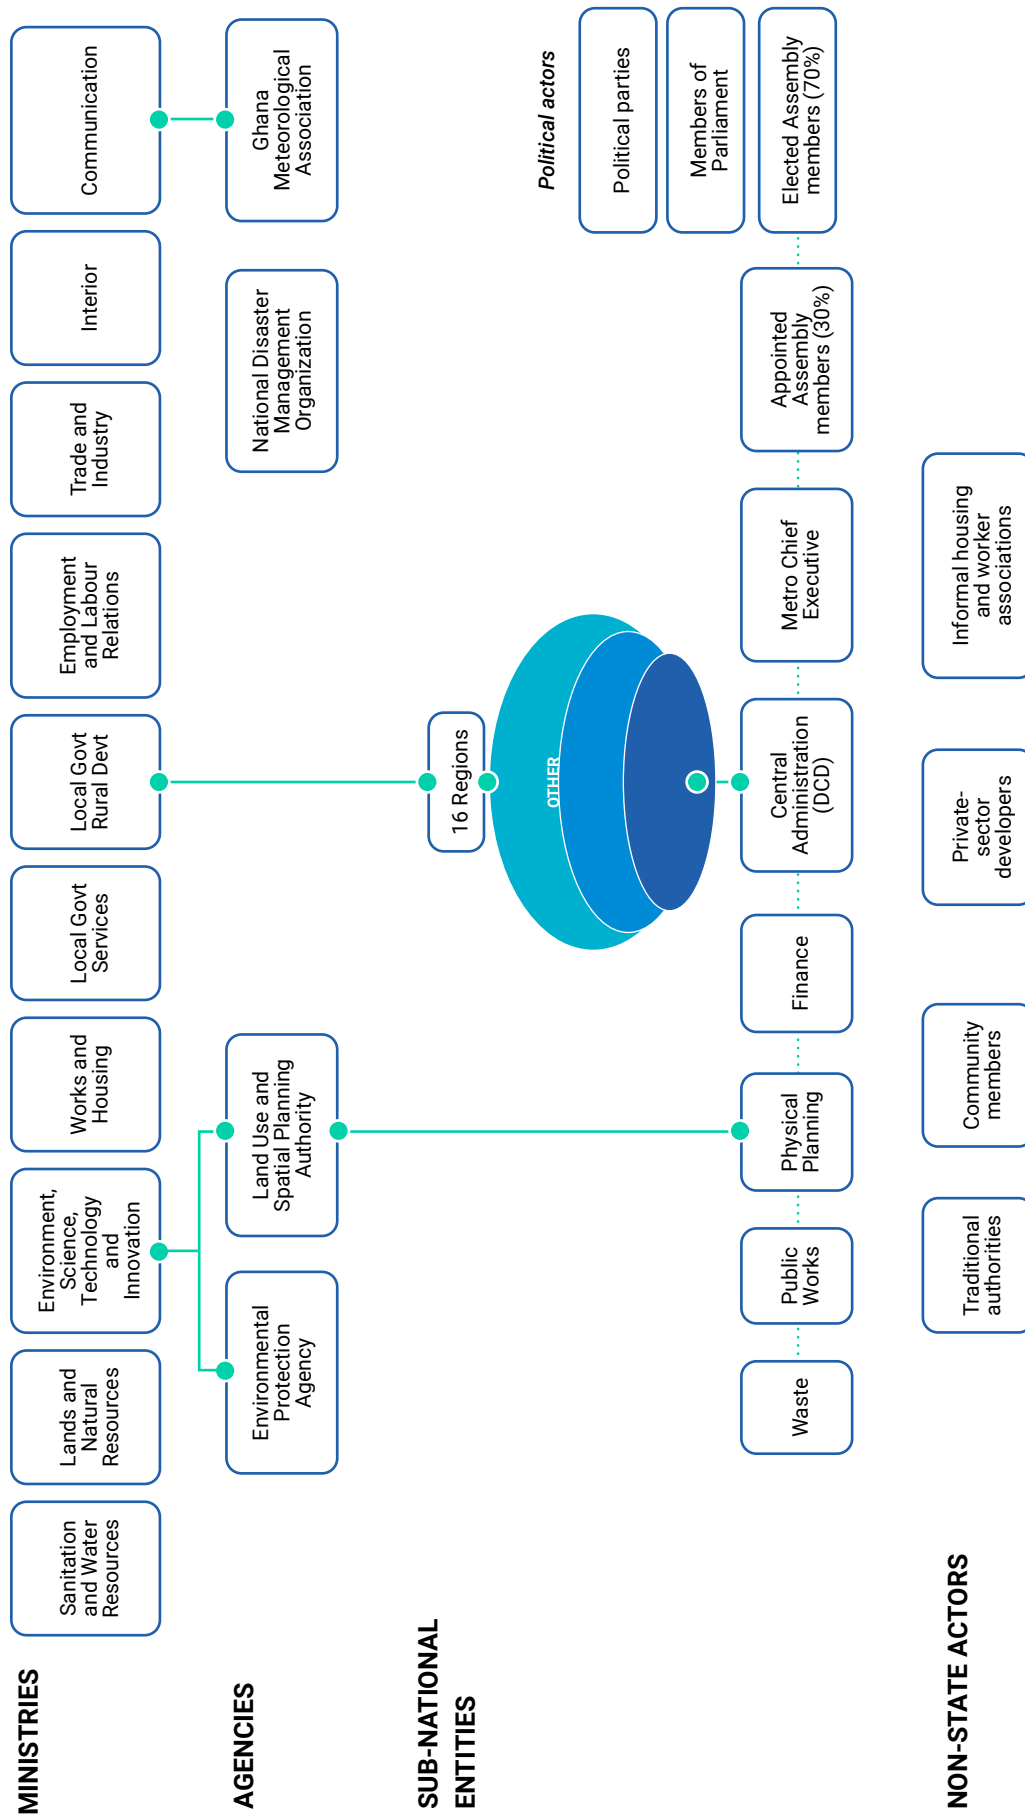 MINISTRIES
Sanitation
and Water
Resources
Lands and
Natural
Resources
Environment,
Science,
Technology
and
Innovation
Works and
Housing
Local Govt
Services
Local Govt
Rural Devt
Employment
and Labour
Relations
Trade and
Industry
Interior
Communication
AGENCIES
Environmental
Protection
Agency
Land Use and
Spatial Planning
Authority
National Disaster
Management
Organization
Ghana
Meteorological
Association
SUB-NATIONAL
ENTITIES
16 Regions
OTHER
Political actors
Political parties
Members of
Parliament
Elected Assembly
members (70%)
Waste
Public
Works
Physical
Planning
Finance
Central
Administration
(DCD)
Metro Chief
Executive
Appointed
Assembly
members (30%)
NON-STATE ACTORS
Traditional
authorities
Community
members
Private-
sector
developers
Informal housing
and worker
associations